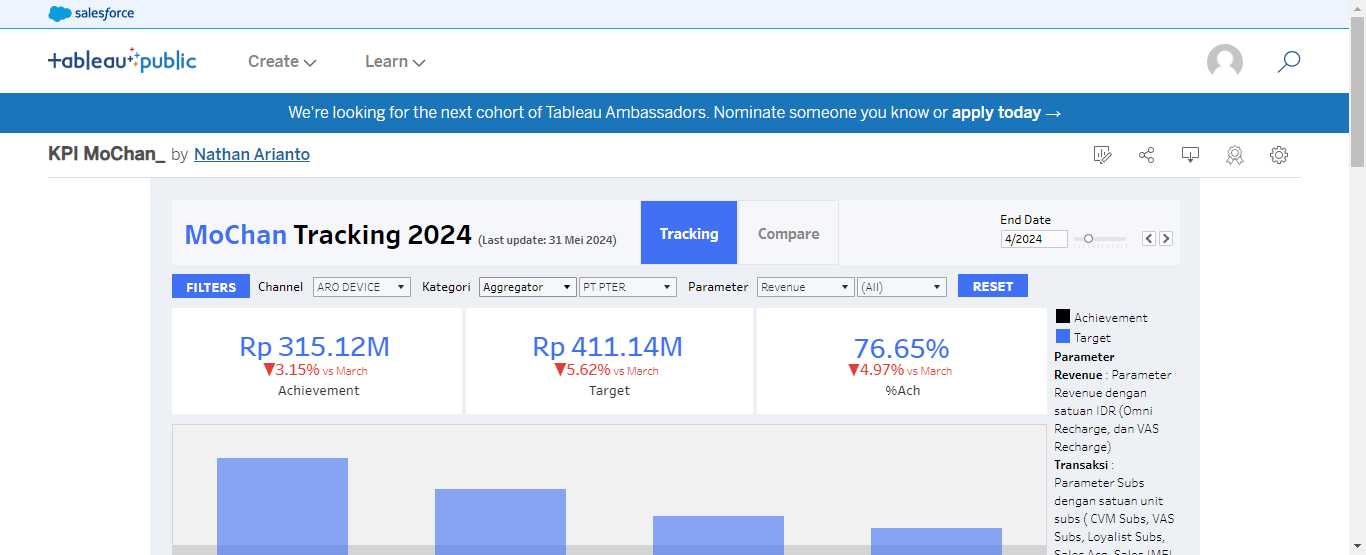 salesforce
tableau public
Create
Learn
We're looking for the next cohort of Tableau Ambassadors. Nominate someone you know or apply today →
KPI MoChan_ by Nathan Arianto
MoChan Tracking 2024 (Last update: 31 Mei 2024)
Tracking
Compare
End Date
4/2024
FILTERS Channel ARO DEVICE Kategori Aggregator PT PTER. Parameter Revenue (All) RESET
Rp 315.12M
▼3.15% vs March
Achievement
Rp 411.14M
▼5.62% vs March
Target
76.65%
▼4.97% vs March
%Ach
Achievement
Target
Parameter
Revenue : Parameter
Revenue dengan
satuan IDR (Omni
Recharge, dan VAS
Recharge)
Transaksi :
Parameter Subs
dengan satuan unit
subs ( CVM Subs, VAS
Subs, Loyalist Subs,
Sales Acq, Sales IMEI